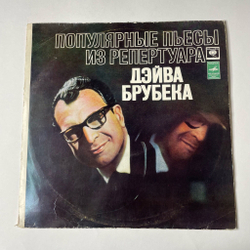 ПОПУЛЯРНЫЕ ПЬЕСЫ
ИЗ РЕПЕРТУАРА
ДЭЙВА
БРУБЕКА